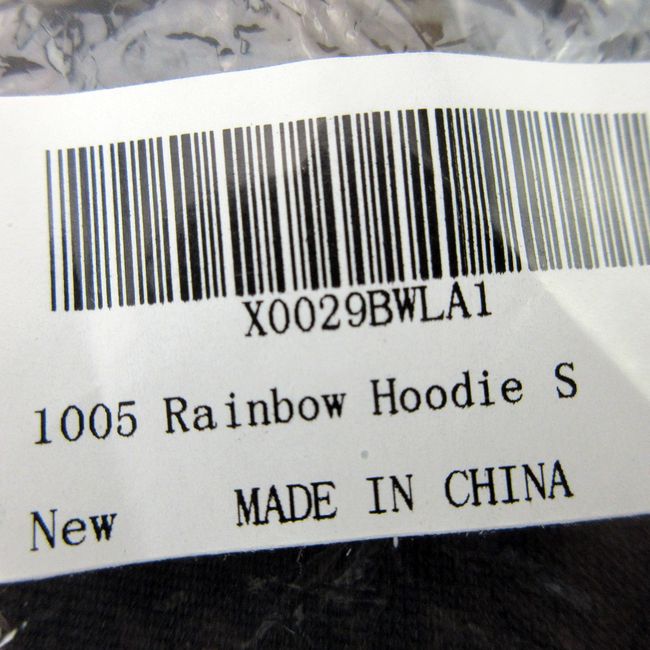 X0029BWLA1
1005 Rainbow Hoodie S
New MADE IN CHINA